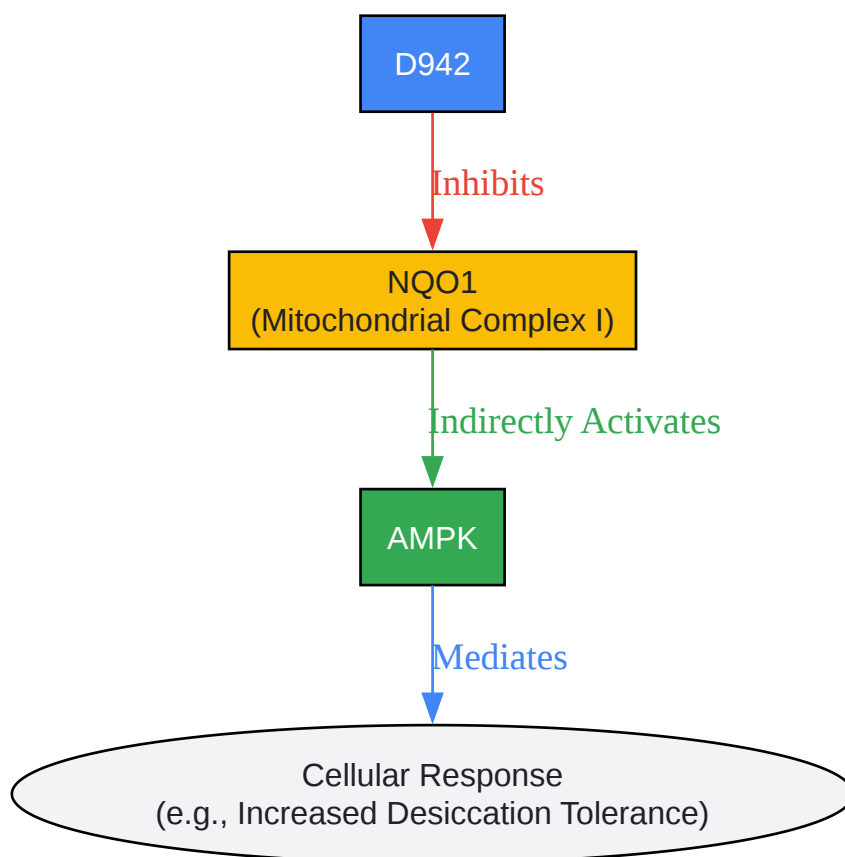 D942
Inhibits
NQO1
(Mitochondrial Complex I)
Indirectly Activates
AMPK
Mediates
Cellular Response
(e.g., Increased Desiccation Tolerance)